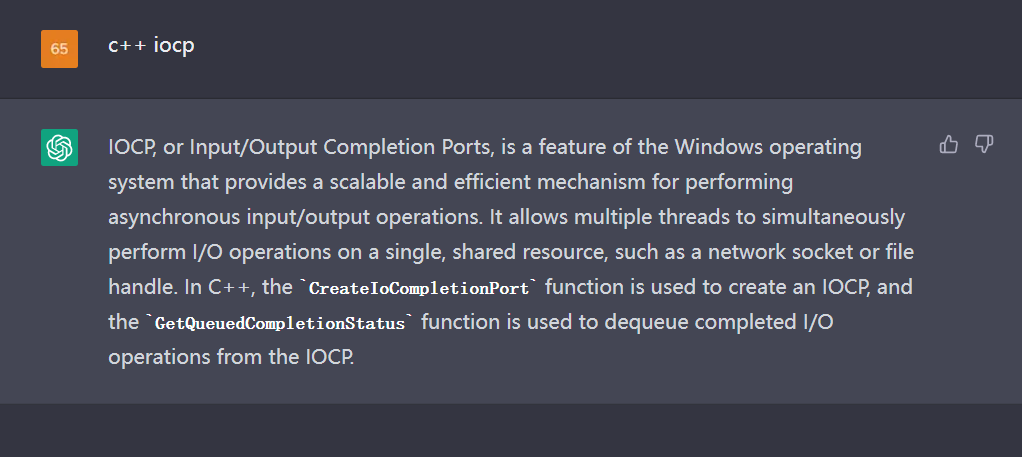 65
c++ iocp
IOCP, or Input/Output Completion Ports, is a feature of the Windows operating
system that provides a scalable and efficient mechanism for performing
asynchronous input/output operations. It allows multiple threads to simultaneously
perform I/O operations on a single, shared resource, such as a network socket or file
handle. In C++, the `CreateIoCompletionPort` function is used to create an IOCP, and
the `GetQueuedCompletionStatus` function is used to dequeue completed I/O
operations from the IOCP.